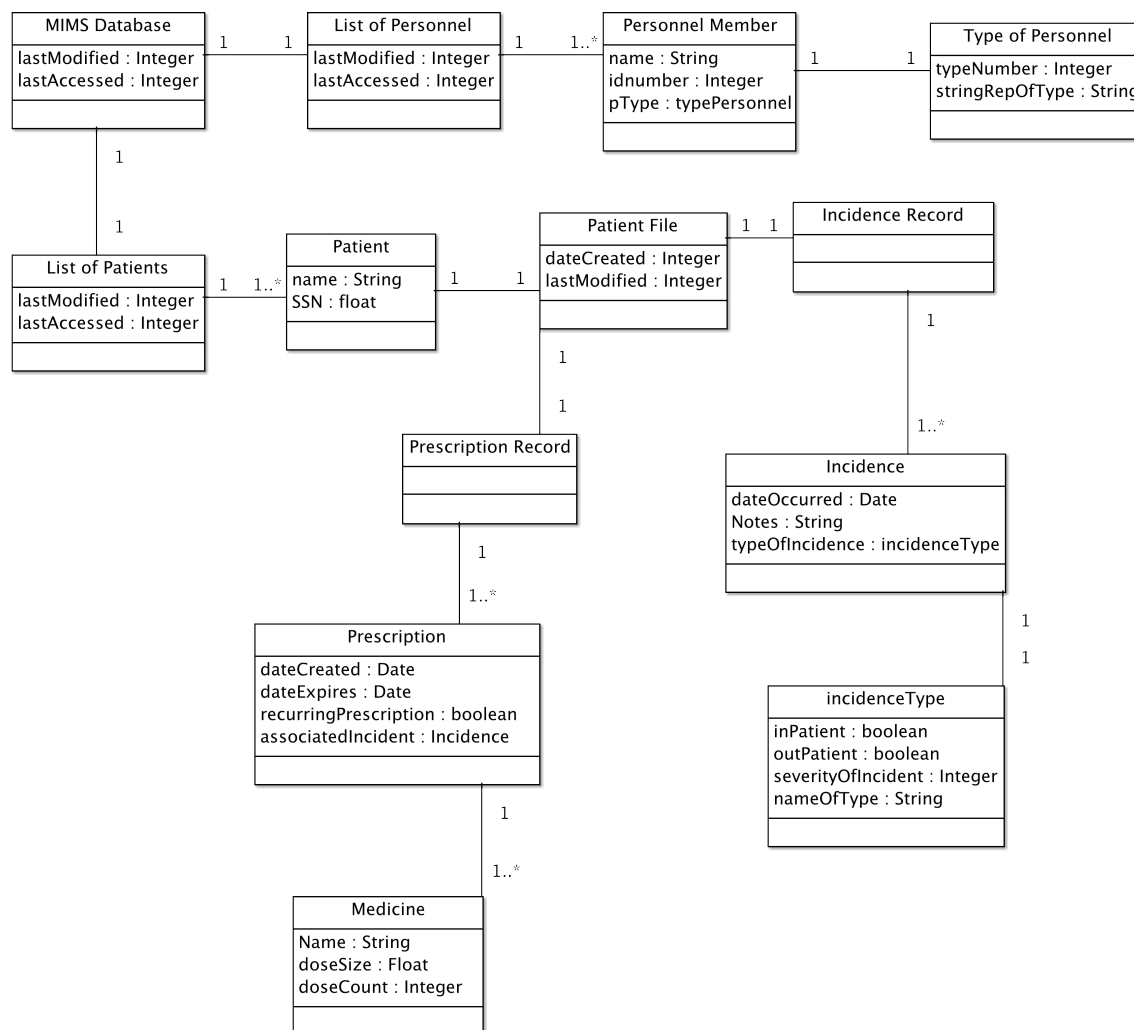 MIMS Database
lastModified : Integer
lastAccessed : Integer
1
1
List of Personnel
lastModified : Integer
lastAccessed : Integer
1
1..*
Personnel Member
name : String
idnumber : Integer
pType : typePersonnel
1
1
Type of Personnel
typeNumber : Integer
stringRepOfType : String
1
1
List of Patients
lastModified : Integer
lastAccessed : Integer
1
1..*
Patient
name : String
SSN : float
1
1
Patient File
dateCreated : Integer
lastModified : Integer
1
1
Incidence Record
1
1..*
1
1
Prescription Record
1
1..*
Incidence
dateOccurred : Date
Notes : String
typeOfIncidence : incidenceType
1
1
incidenceType
inPatient : boolean
outPatient : boolean
severityOfIncident : Integer
nameOfType : String
Prescription
dateCreated : Date
dateExpires : Date
recurringPrescription : boolean
associatedIncident : Incidence
1
1..*
Medicine
Name : String
doseSize : Float
doseCount : Integer